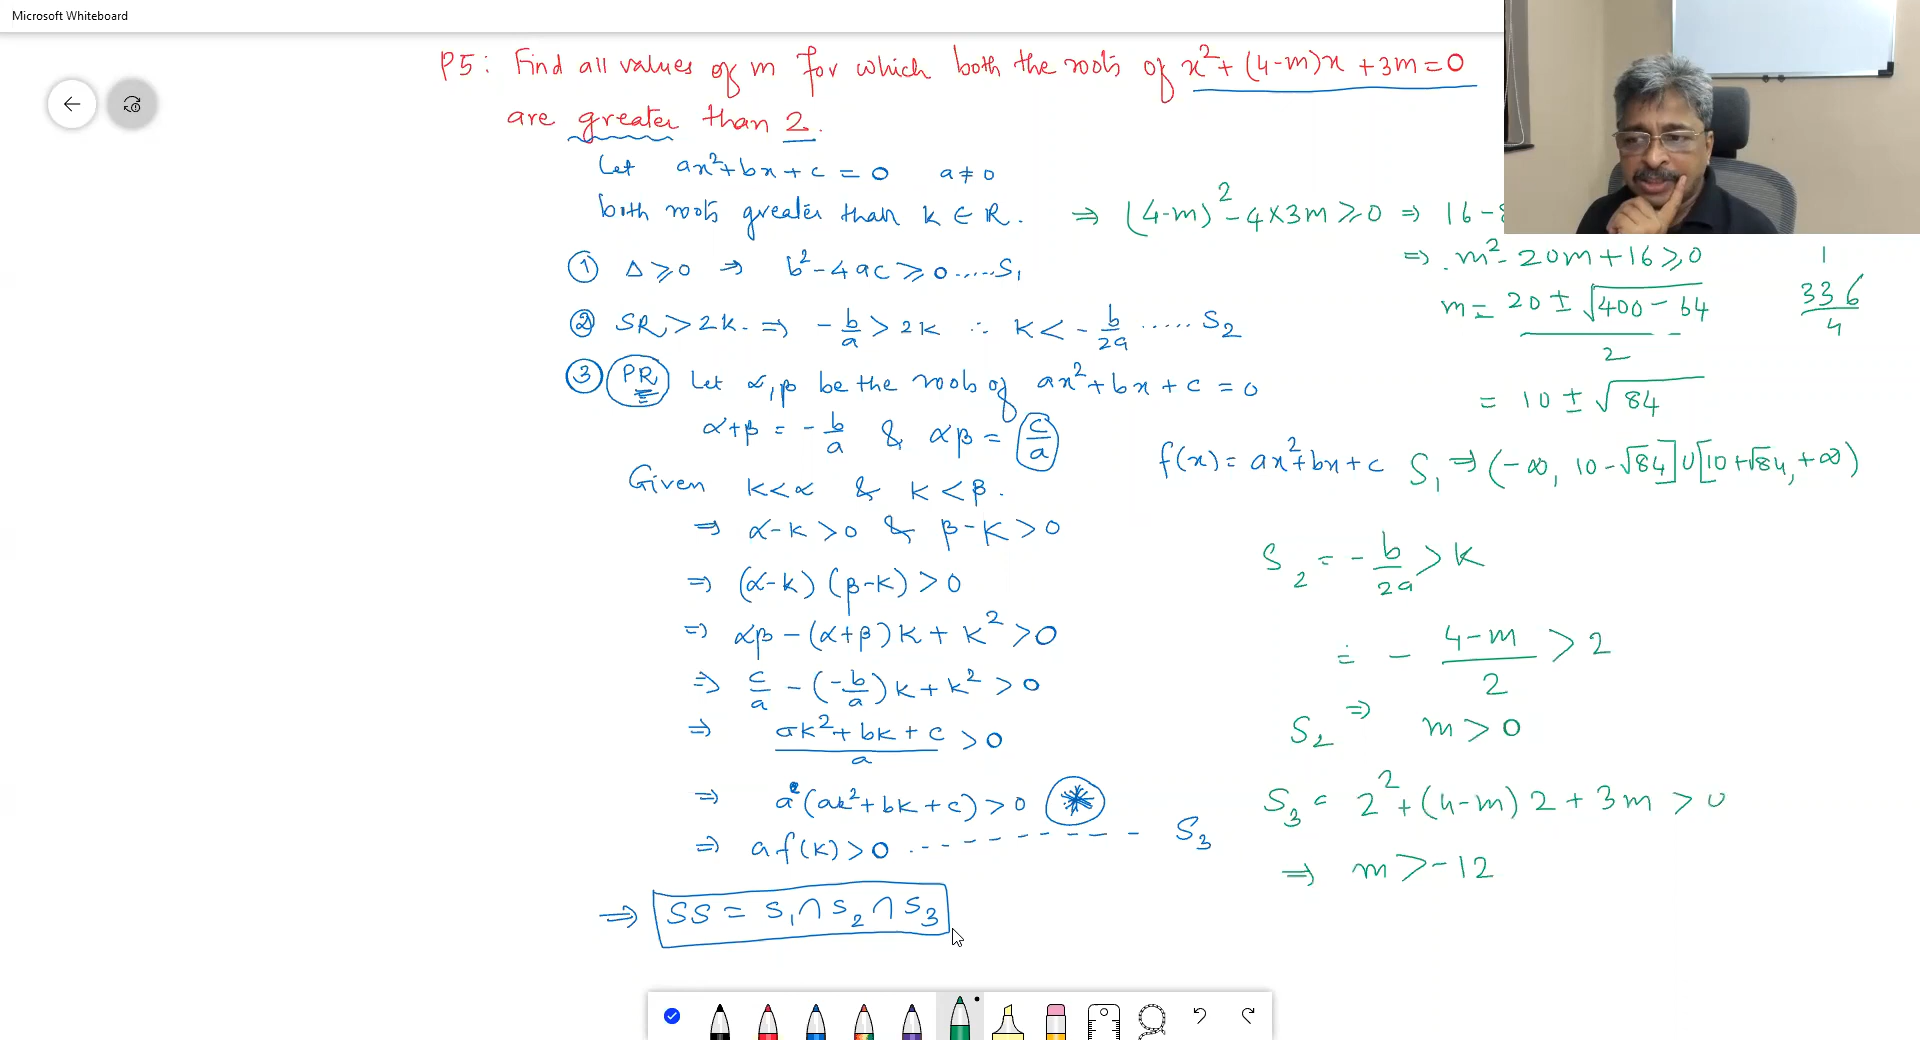 Microsoft Whiteboard
P5: Find all values of m for which both the roots of x²+(4-m)x+3m=0
are greater than 2.
Let ax²+bx+c=0 a≠0
both roots greater than k ∈ R.
① Δ≥0 ⇒ b²-4ac≥0.....S₁
② SR>2k. ⇒ -b/a>2k ∴ k<-b/2a .....S₂
③ PR Let α,β be the roots of ax²+bx+c=0
α+β=-b/a & αβ=c/a
Given k<α & k<β.
⇒ α-k>0 & β-k>0
⇒ (α-k)(β-k)>0
⇒ αβ-(α+β)k+k²>0
⇒ c/a-(-b/a)k+k²>0
⇒ (ak²+bk+c)/a>0
⇒ a(ak²+bk+c)>0 *
⇒ af(k)>0 ---------- S₃
⇒ SS=S₁∩S₂∩S₃
⇒ (4-m)²-4×3m≥0 ⇒ 16-
⇒ m²-20m+16≥0
m=(20±√(400-64))/2
1
336/4
=10±√84
f(x)=ax²+bx+c
S₁⇒(-∞, 10-√84]∪[10+√84,+∞)
S₂=-b/2a>k
= -(4-m)/2>2
S₂ ⇒ m>0
S₃= 2²+(4-m)2+3m>0
⇒ m>-12